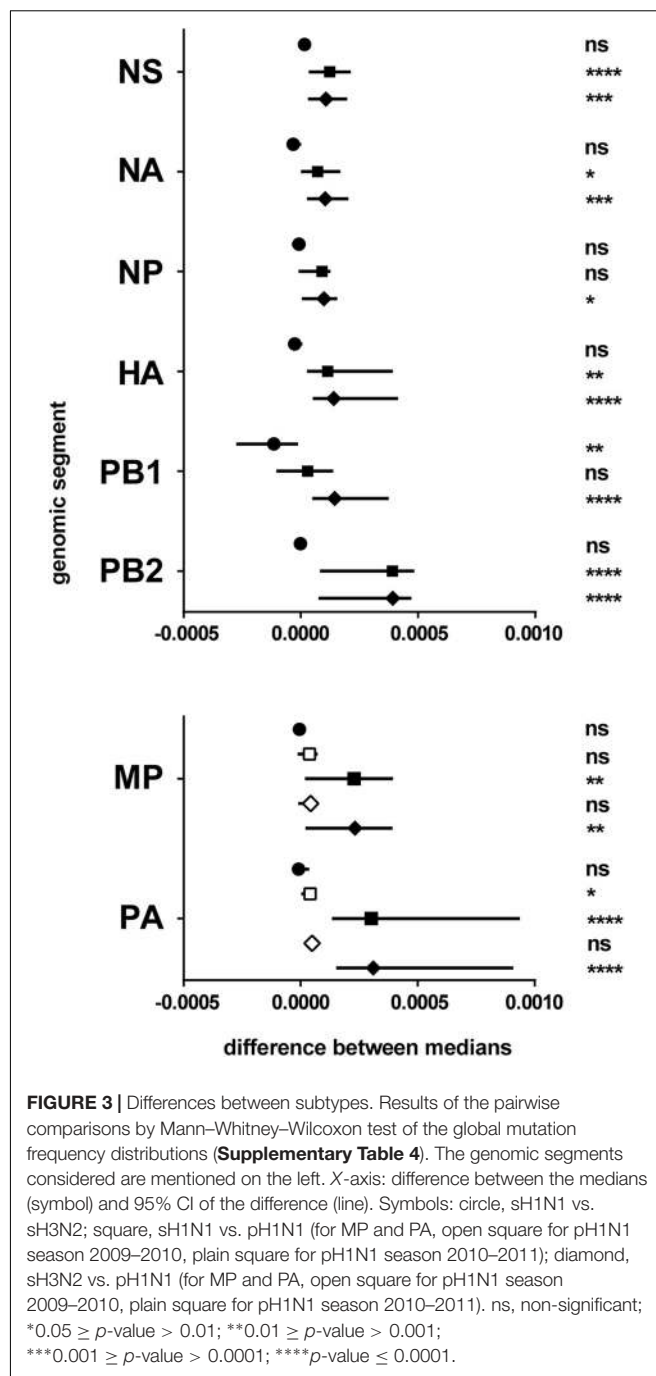 NS
ns
****
***
NA
ns
*
***
NP
ns
ns
*
HA
ns
**
****
PB1
**
ns
****
PB2
ns
****
****
genomic segment
-0.0005 0.0000 0.0005 0.0010
MP
ns
ns
**
ns
**
PA
ns
*
****
ns
****
-0.0005 0.0000 0.0005 0.0010
difference between medians
FIGURE 3 | Differences between subtypes. Results of the pairwise
comparisons by Mann–Whitney–Wilcoxon test of the global mutation
frequency distributions (Supplementary Table 4). The genomic segments
considered are mentioned on the left. X-axis: difference between the medians
(symbol) and 95% CI of the difference (line). Symbols: circle, sH1N1 vs.
sH3N2; square, sH1N1 vs. pH1N1 (for MP and PA, open square for pH1N1
season 2009–2010, plain square for pH1N1 season 2010–2011); diamond,
sH3N2 vs. pH1N1 (for MP and PA, open square for pH1N1 season
2009–2010, plain square for pH1N1 season 2010–2011). ns, non-significant;
*0.05 ≥ p-value > 0.01; **0.01 ≥ p-value > 0.001;
***0.001 ≥ p-value > 0.0001; ****p-value ≤ 0.0001.